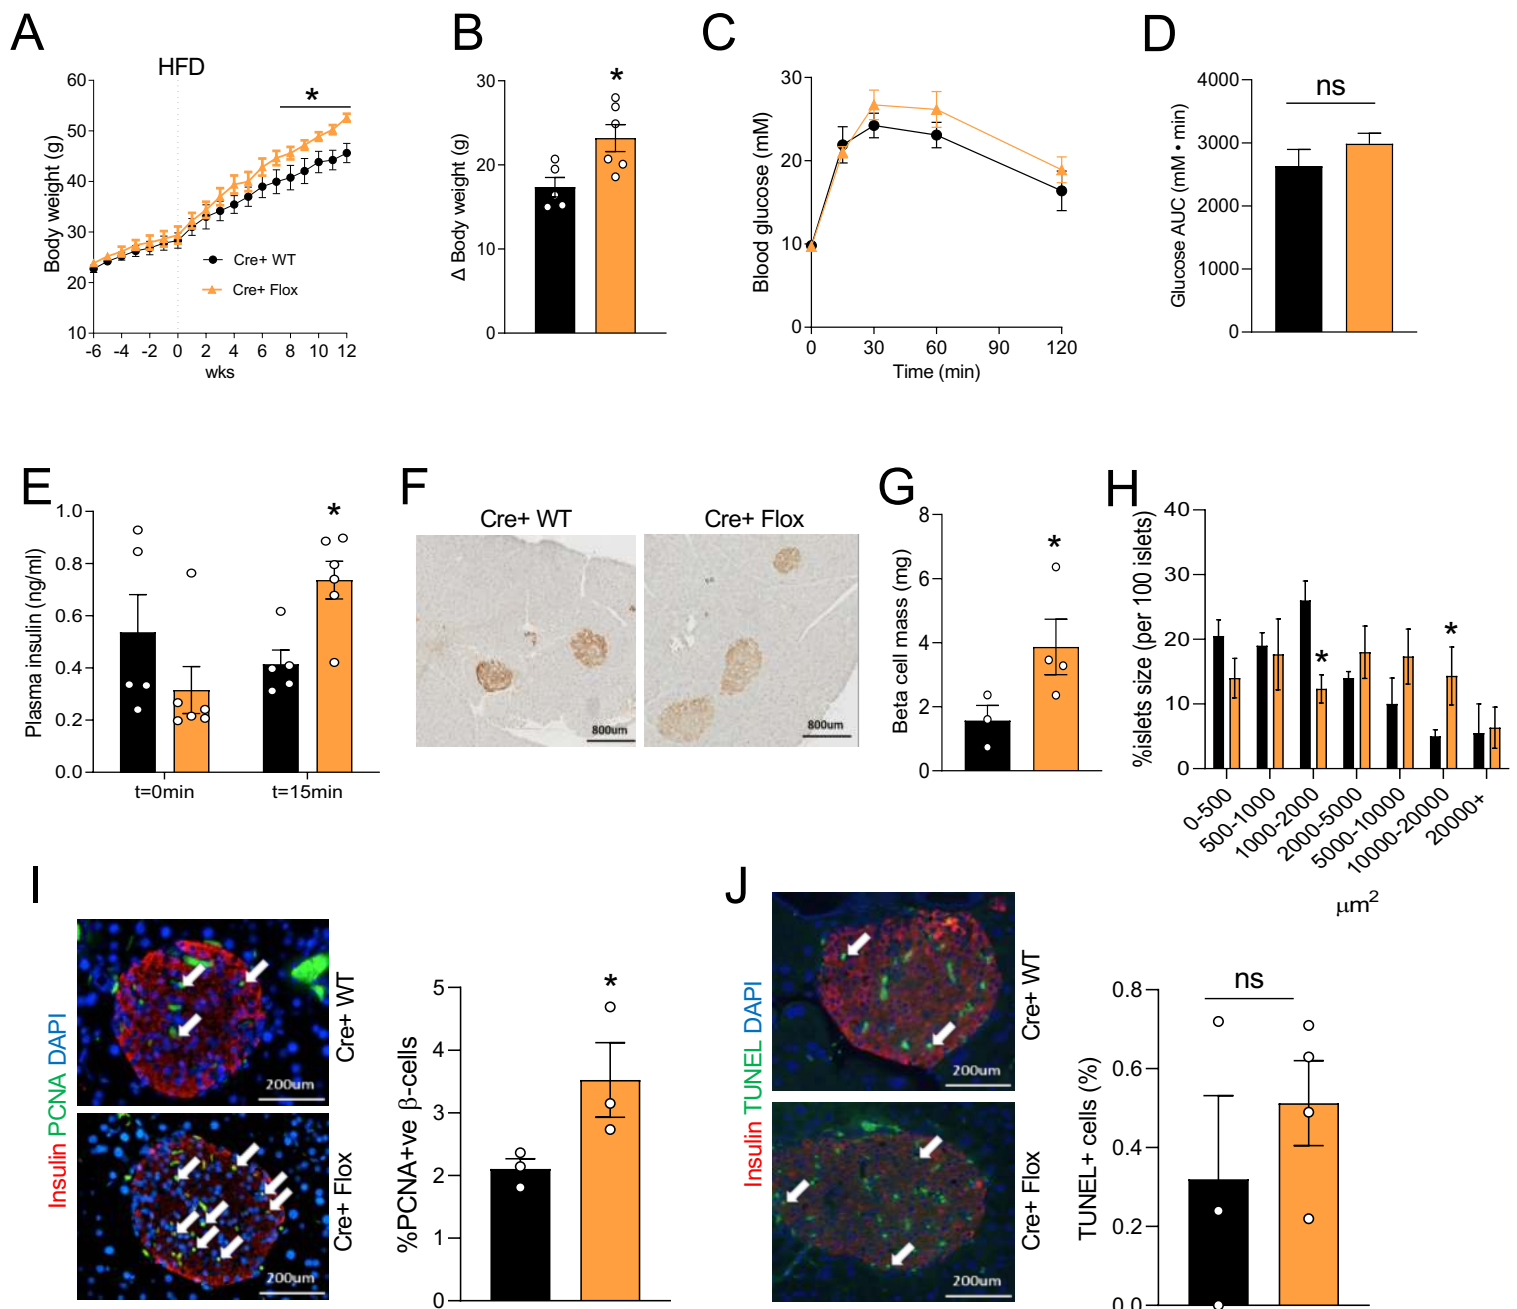 A
HFD
*
Body weight (g)
60
50
40
30
20
10
Cre+ WT
Cre+ Flox
-6 -4 -2 0 2 4 6 8 10 12
wks
B
*
Δ Body weight (g)
30
20
10
0
C
Blood glucose (mM)
30
20
10
0
0 30 60 90 120
Time (min)
D
ns
Glucose AUC (mM • min)
4000
3000
2000
1000
0
E
*
Plasma insulin (ng/ml)
1.0
0.8
0.6
0.4
0.2
0.0
t=0min t=15min
F
Cre+ WT Cre+ Flox
800um 800um
G
*
Beta cell mass (mg)
8
6
4
2
0
H
%islets size (per 100 islets)
40
30
20
10
0
* *
0-500
500-1000
1000-2000
2000-5000
5000-10000
10000-20000
20000+
μm²
I
Insulin PCNA DAPI
Cre+ WT
200um
Cre+ Flox
200um
*
%PCNA+ve β-cells
5
4
3
2
1
0
J
Insulin TUNEL DAPI
Cre+ WT
200um
Cre+ Flox
200um
ns
TUNEL+ cells (%)
0.8
0.6
0.4
0.2
0.0